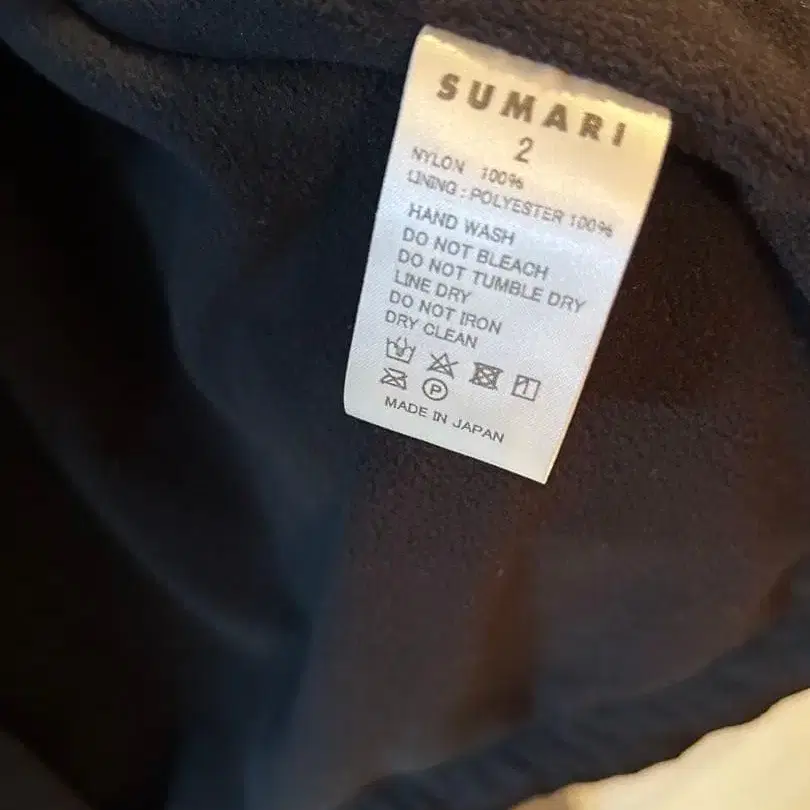 SUMARI
2
NYLON 100%
LINING : POLYESTER 100%
HAND WASH
DO NOT BLEACH
DO NOT TUMBLE DRY
LINE DRY
DO NOT IRON
DRY CLEAN
P
MADE IN JAPAN